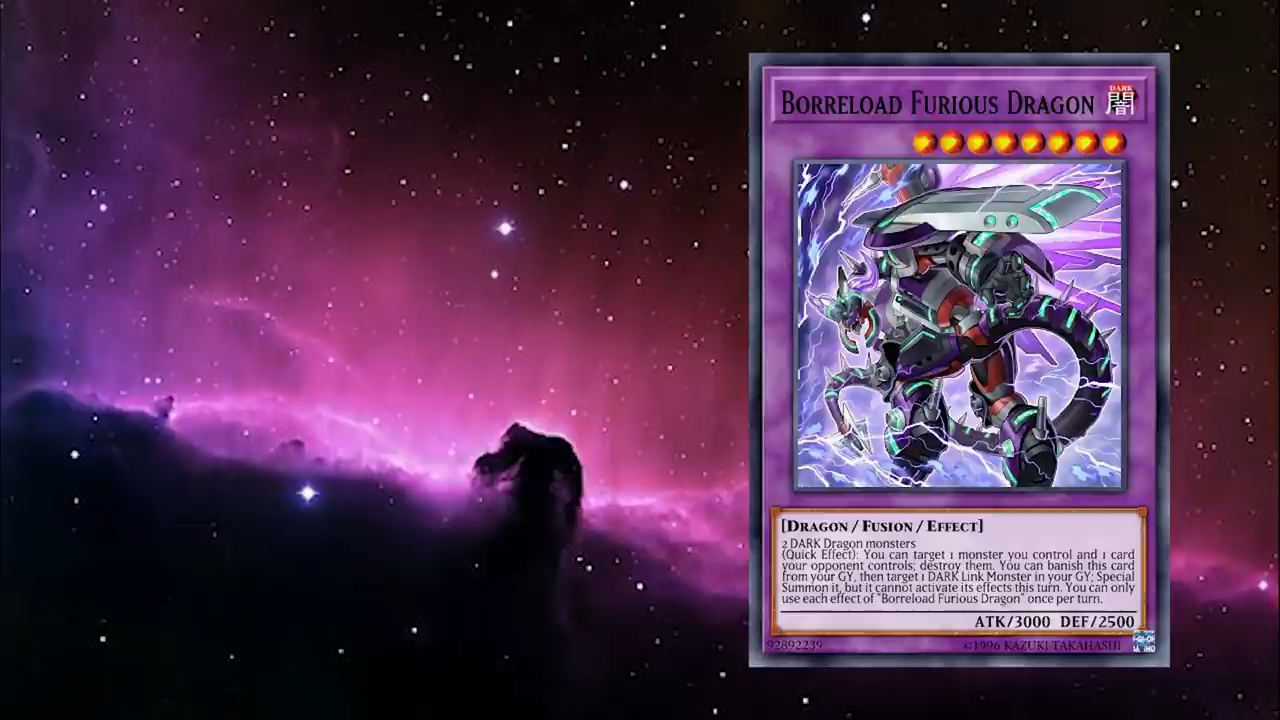 BORRELOAD FURIOUS DRAGON
DARK
闇
[DRAGON / FUSION / EFFECT]
2 DARK Dragon monsters
(Quick Effect): You can target 1 monster you control and 1 card
your opponent controls; destroy them. You can banish this card
from your GY, then target 1 DARK Link Monster in your GY; Special
Summon it, but it cannot activate its effects this turn. You can only
use each effect of "Borreload Furious Dragon" once per turn.
ATK/3000 DEF/2500
92892239
©1996 KAZUKI TAKAHASHI